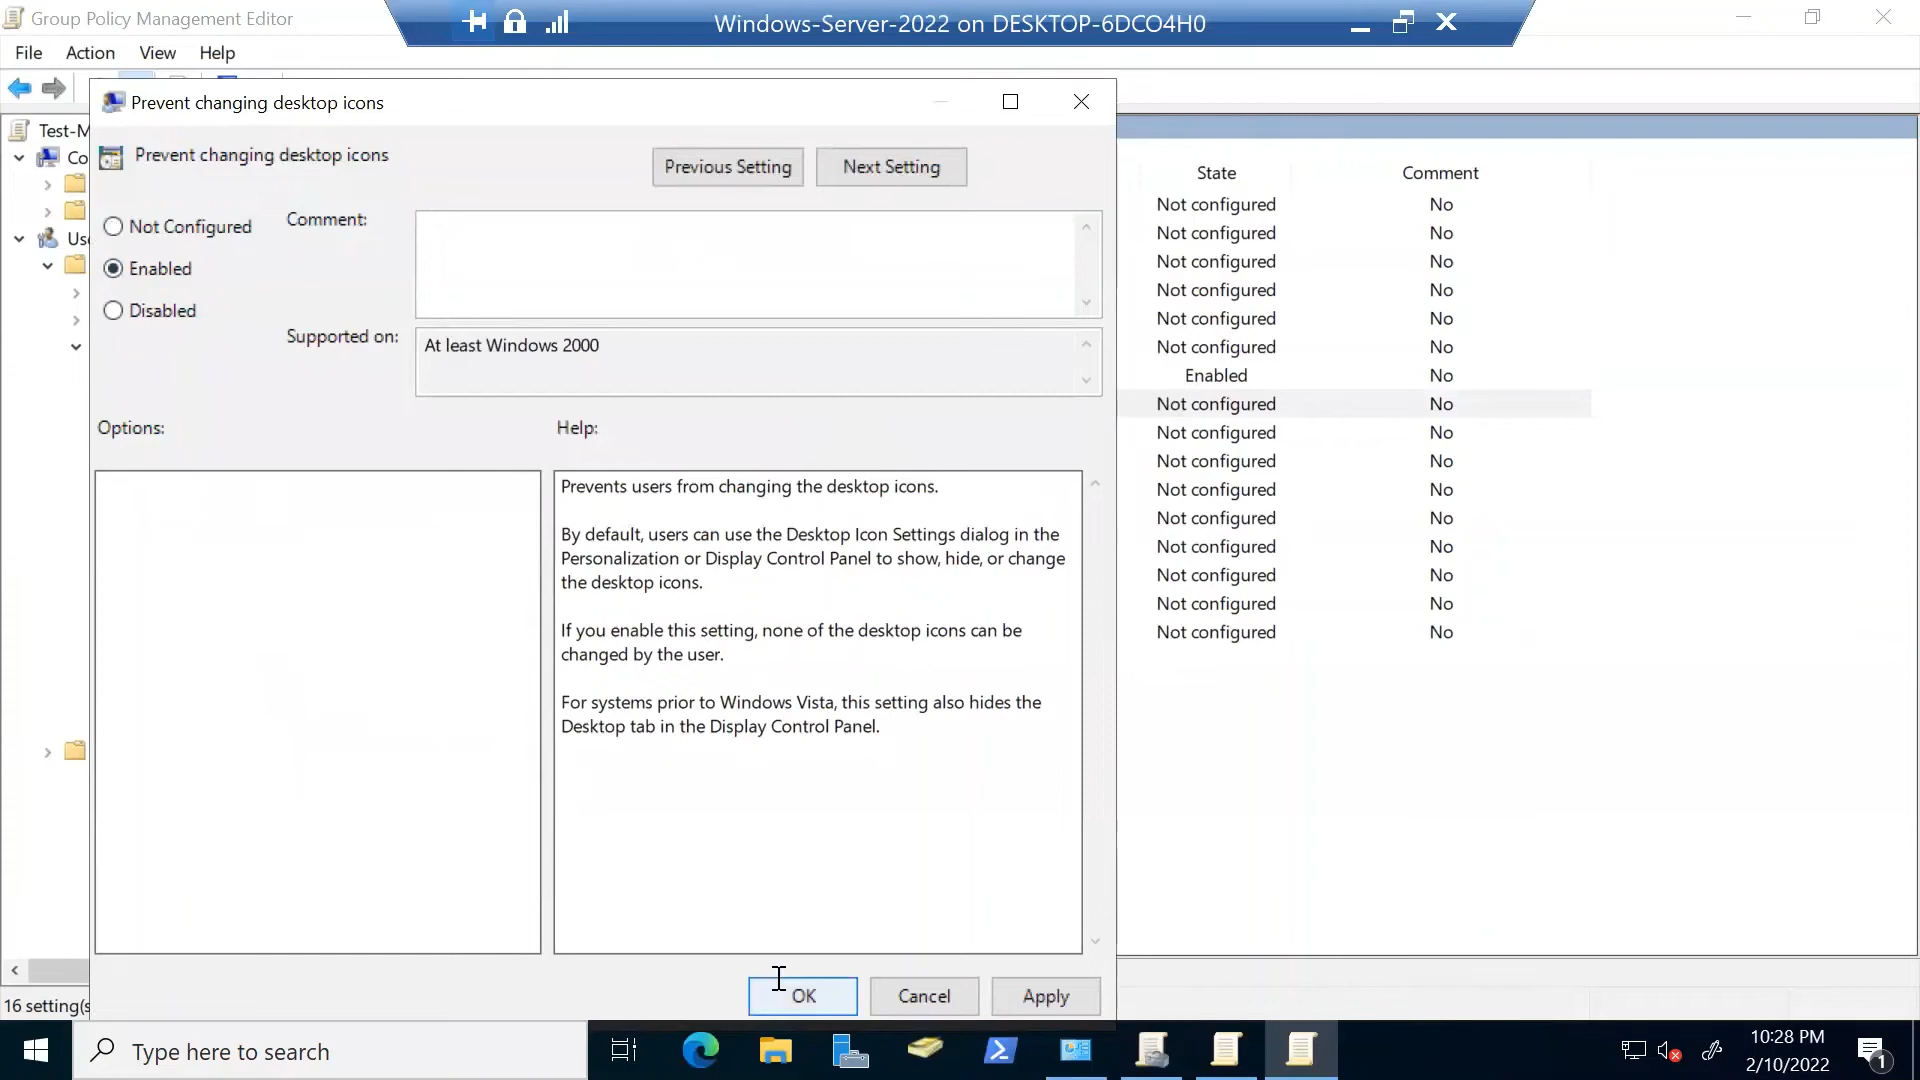 Group Policy Management Editor
Windows-Server-2022 on DESKTOP-6DCO4H0
File Action View Help
Prevent changing desktop icons
Test-M
Co
Use
16 setting(s
Prevent changing desktop icons
Previous Setting
Next Setting
Not Configured
Enabled
Disabled
Comment:
Supported on:
At least Windows 2000
Options:
Help:
Prevents users from changing the desktop icons.
By default, users can use the Desktop Icon Settings dialog in the
Personalization or Display Control Panel to show, hide, or change
the desktop icons.
If you enable this setting, none of the desktop icons can be
changed by the user.
For systems prior to Windows Vista, this setting also hides the
Desktop tab in the Display Control Panel.
OK
Cancel
Apply
State Comment
Not configured No
Not configured No
Not configured No
Not configured No
Not configured No
Not configured No
Enabled No
Not configured No
Not configured No
Not configured No
Not configured No
Not configured No
Not configured No
Not configured No
Not configured No
Not configured No
Type here to search
10:28 PM
2/10/2022
1